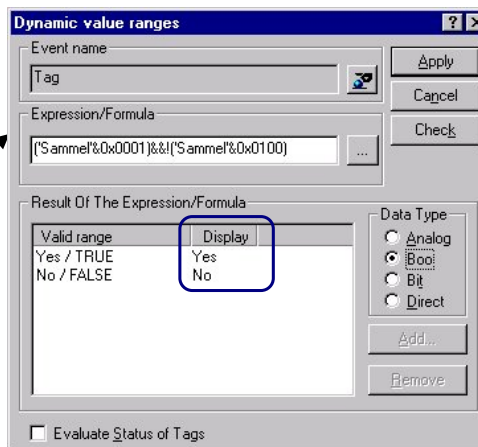 Dynamic value ranges
Event name
Tag
Apply
Cancel
Check
Expression/Formula
('Sammel'&0x0001)&&!('Sammel'&0x0100)
...
Result Of The Expression/Formula
Valid range Display
Yes / TRUE Yes
No / FALSE No
Data Type
Analog
Bool
Bit
Direct
Add...
Remove
Evaluate Status of Tags